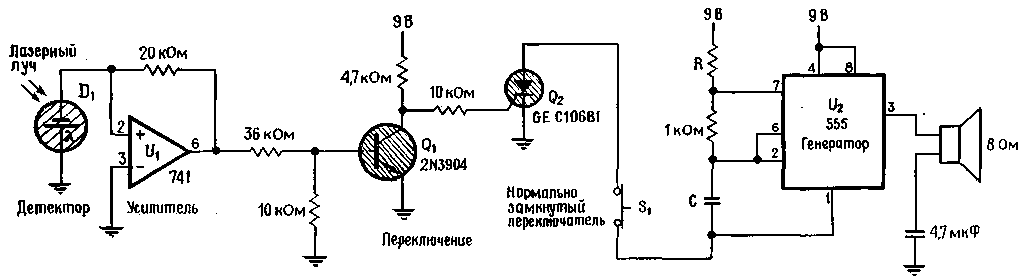 Лазерный
луч
20 кОм
D1
λ
2
+
3
−
U1
6
741
Детектор
Усилитель
36 кОм
10 кОм
9 В
4,7 кОм
10 кОм
Q1
2N3904
Переключение
Q2
GE C106B1
Нормально
замкнутый
переключатель
S1
9 В
R
1 кОм
C
9 В
4
8
7
6
2
U2
555
Генератор
3
1
8 Ом
4,7 мкФ